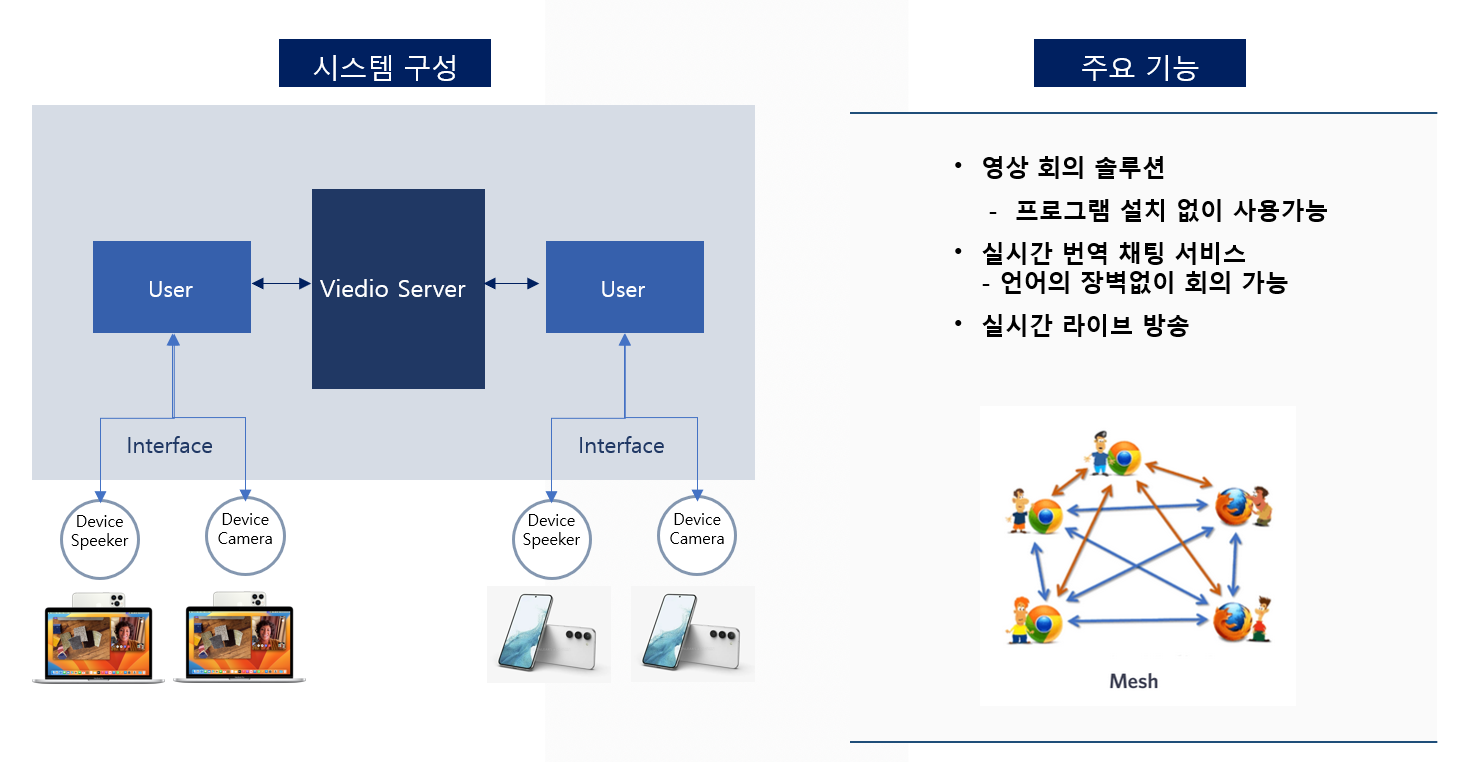 시스템 구성
User
Viedio Server
User
Interface
Interface
Device
Speeker
Device
Camera
Device
Speeker
Device
Camera
주요 기능
• 영상 회의 솔루션
- 프로그램 설치 없이 사용가능
• 실시간 번역 채팅 서비스
- 언어의 장벽없이 회의 가능
• 실시간 라이브 방송
Mesh